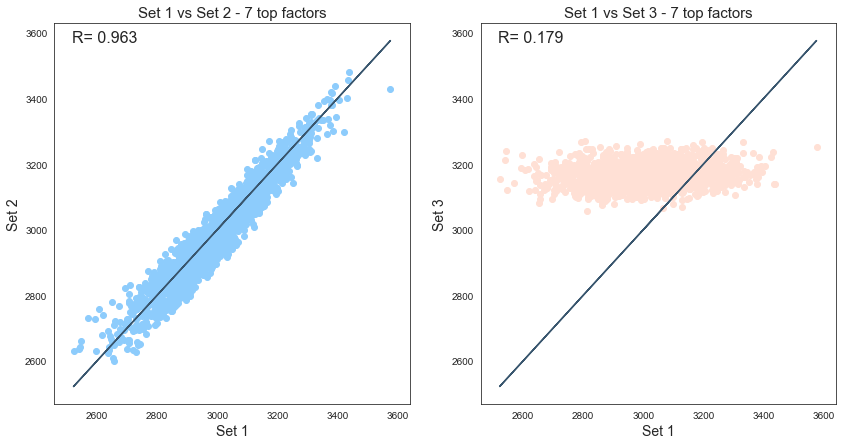 Set 1 vs Set 2 - 7 top factors
R= 0.963
3600
3400
3200
3000
2800
2600
Set 2
2600 2800 3000 3200 3400 3600
Set 1
Set 1 vs Set 3 - 7 top factors
R= 0.179
3600
3400
3200
3000
2800
2600
Set 3
2600 2800 3000 3200 3400 3600
Set 1